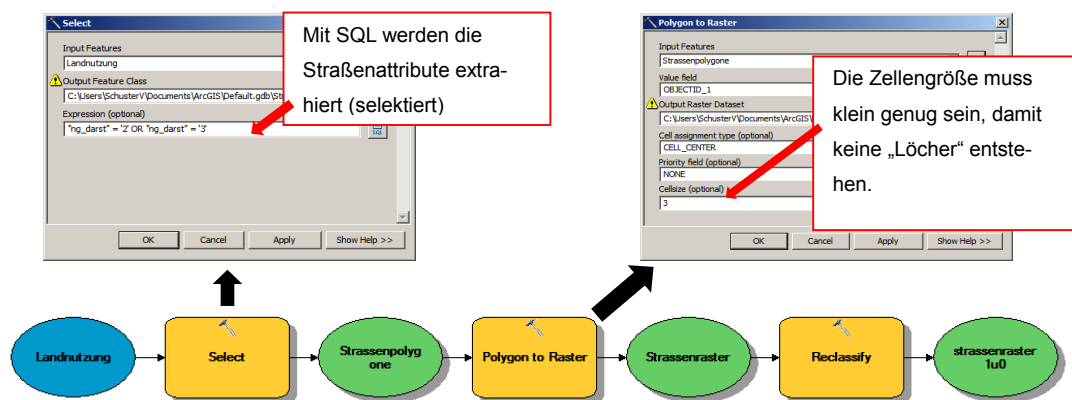 Select
Input Features
Landnutzung
Output Feature Class
C:\Users\SchusterV\Documents\ArcGIS\Default.gdb\Str
Expression (optional)
"ng_darst" = '2' OR "ng_darst" = '3'
SQL
OK Cancel Apply Show Help >>
Mit SQL werden die
Straßenattribute extra-
hiert (selektiert)
Polygon to Raster
Input Features
Strassenpolygone
Value field
OBJECTID_1
Output Raster Dataset
C:\Users\SchusterV\Documents\ArcGIS\
Cell assignment type (optional)
CELL_CENTER
Priority field (optional)
NONE
Cellsize (optional)
3
OK Cancel Apply Show Help >>
Die Zellengröße muss
klein genug sein, damit
keine „Löcher“ entste-
hen.
Landnutzung
Select
Strassenpolyg
one
Polygon to Raster
Strassenraster
Reclassify
strassenraster
1u0